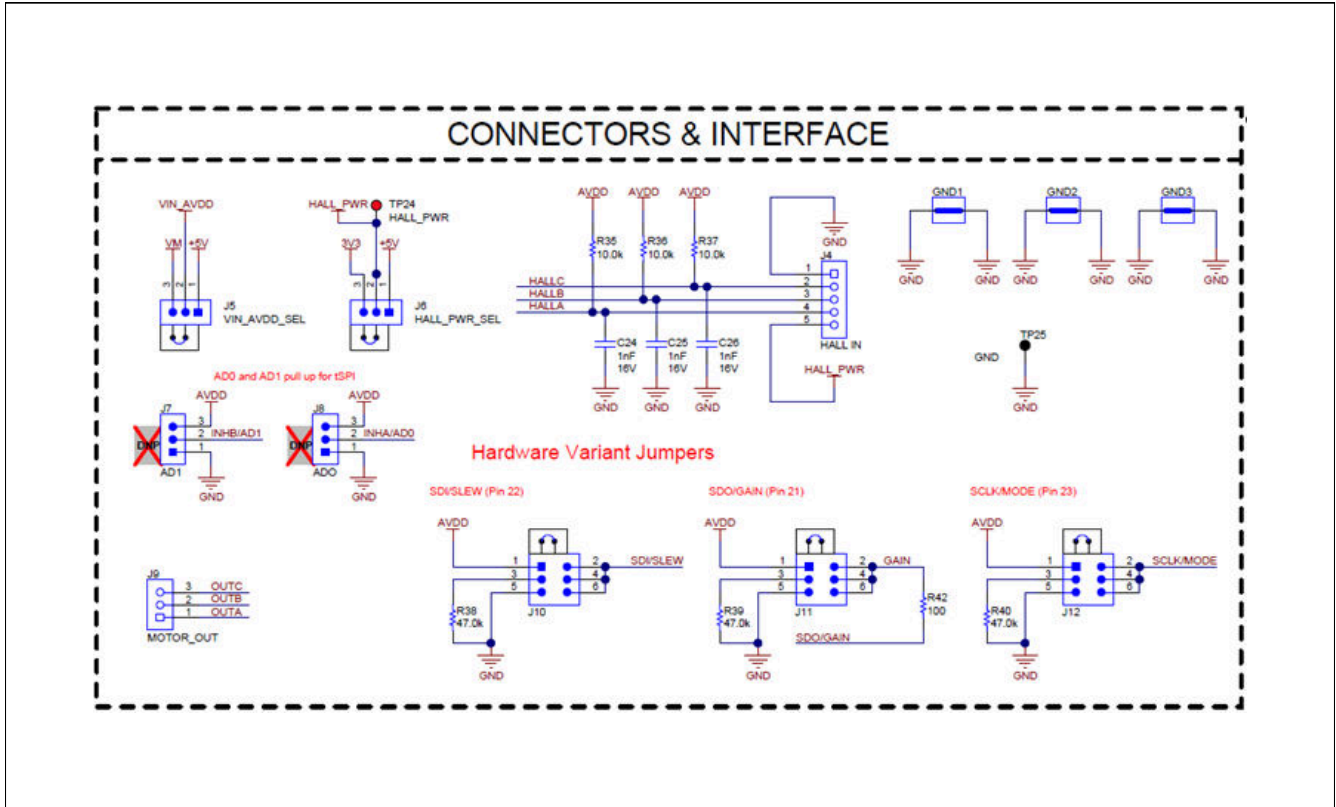 CONNECTORS & INTERFACE
VIN_AVDD
VM +5V
3 2 1
J5
VIN_AVDD_SEL
HALL_PWR TP24
HALL_PWR
3V3 +5V
3 2 1
J6
HALL_PWR_SEL
AVDD AVDD AVDD
R35
10.0k
R36
10.0k
R37
10.0k
HALLC
HALLB
HALLA
C24
1nF
16V
C25
1nF
16V
C26
1nF
16V
GND GND GND
GND
J4
1
2
3
4
5
HALL IN
HALL_PWR
GND1 GND2 GND3
GND GND GND GND GND GND
TP25
GND
GND
AD0 and AD1 pull up for tSPI
J7
AVDD
3
2 INHB/AD1
1
DNP
AD1
GND
J8
AVDD
3
2 INHA/AD0
1
DNP
AD0
GND
Hardware Variant Jumpers
SDI/SLEW (Pin 22)
AVDD
1 2 SDI/SLEW
3 4
5 6
R38
47.0k
J10
GND
SDO/GAIN (Pin 21)
AVDD
1 2 GAIN
3 4
5 6
R39
47.0k
J11
R42
100
SDO/GAIN
GND
SCLK/MODE (Pin 23)
AVDD
1 2 SCLK/MODE
3 4
5 6
R40
47.0k
J12
GND
J9
3 OUTC
2 OUTB
1 OUTA
MOTOR_OUT